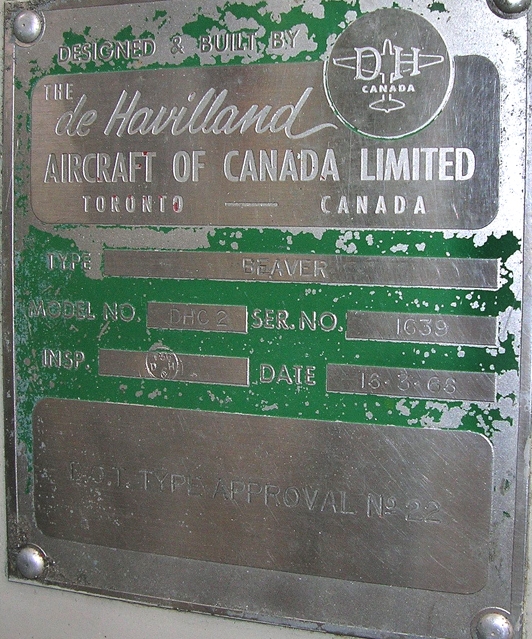 DESIGNED & BUILT BY
DH
CANADA
THE
de Havilland
AIRCRAFT OF CANADA LIMITED
TORONTO — CANADA
TYPE BEAVER
MODEL NO. DHC 2 SER. NO. 1639
INSP. DATE
TYPE APPROVAL Nº 22